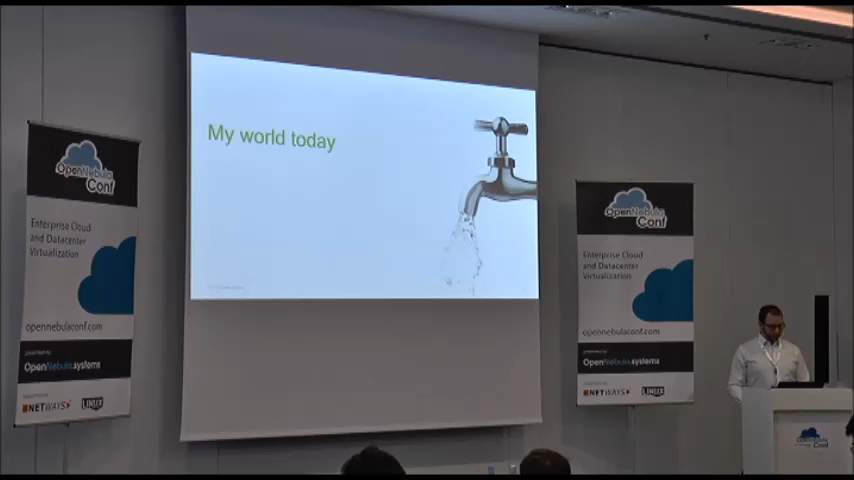 My world today
OpenNebula
Conf
Enterprise Cloud
and Datacenter
Virtualization
opennebulaconf.com
OpenNebula.systems
NETWAYS
LINUX
OpenNebula
Conf
Enterprise Cloud
and Datacenter
Virtualization
opennebulaconf.com
OpenNebula.systems
NETWAYS
LINUX
Conf